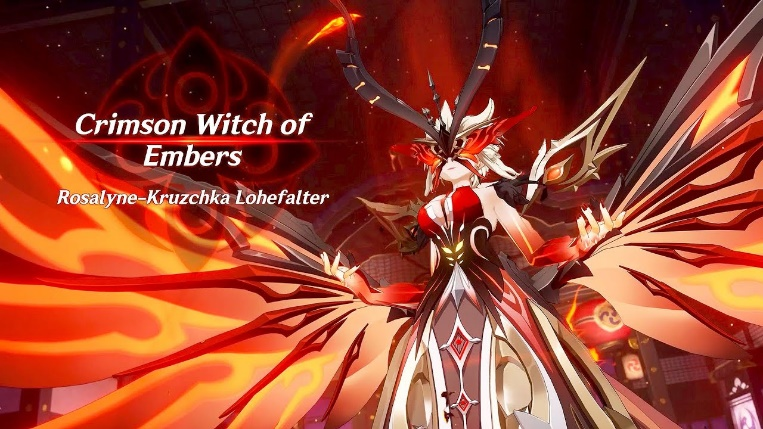 Crimson Witch of
Embers
Rosalyne-Kruzchka Lohefalter